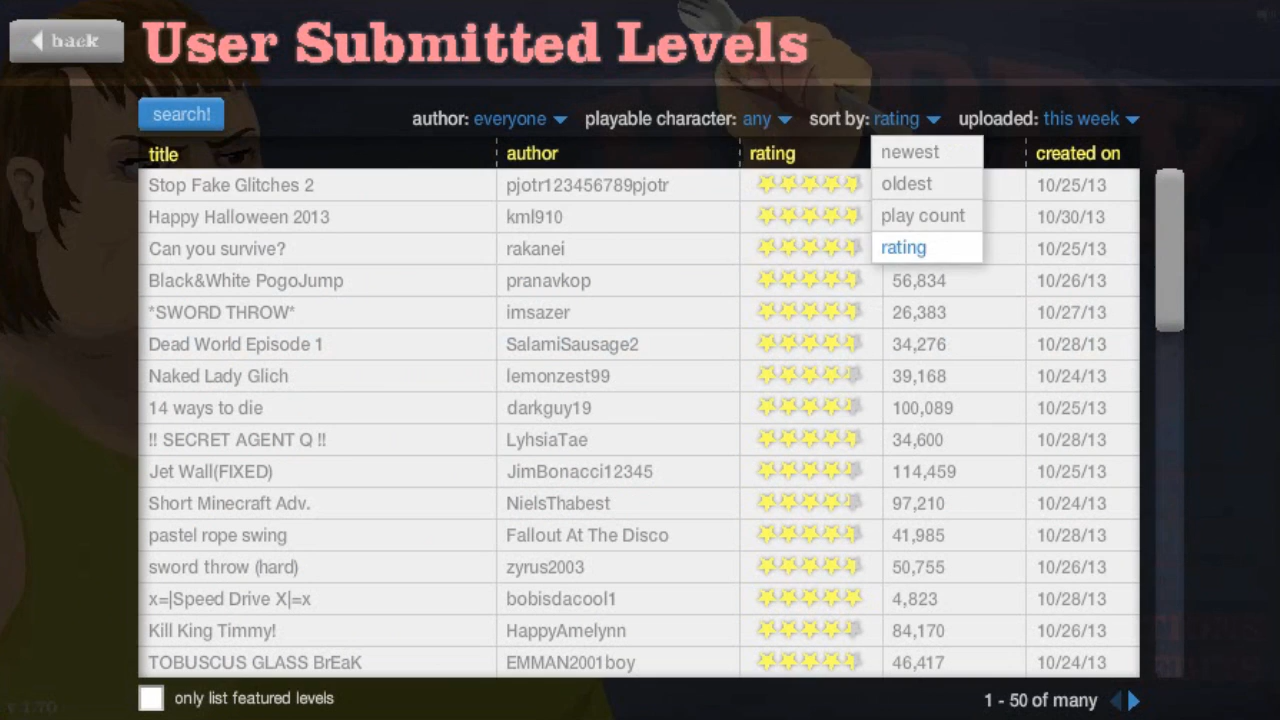 back
User Submitted Levels
search!
author: everyone playable character: any sort by: rating uploaded: this week
title author rating created on
newest
oldest
play count
rating
Stop Fake Glitches 2 pjotr123456789pjotr 10/25/13
Happy Halloween 2013 kml910 10/30/13
Can you survive? rakanei 10/25/13
Black&White PogoJump pranavkop 56,834 10/26/13
*SWORD THROW* imsazer 26,383 10/27/13
Dead World Episode 1 SalamiSausage2 34,276 10/28/13
Naked Lady Glich lemonzest99 39,168 10/24/13
14 ways to die darkguy19 100,089 10/25/13
!! SECRET AGENT Q !! LyhsiaTae 34,600 10/28/13
Jet Wall(FIXED) JimBonacci12345 114,459 10/25/13
Short Minecraft Adv. NielsThabest 97,210 10/24/13
pastel rope swing Fallout At The Disco 41,985 10/28/13
sword throw (hard) zyrus2003 50,755 10/26/13
x=|Speed Drive X|=x bobisdacool1 4,823 10/28/13
Kill King Timmy! HappyAmelynn 84,170 10/26/13
TOBUSCUS GLASS BrEaK EMMAN2001boy 46,417 10/24/13
only list featured levels
1 - 50 of many
v 1.70